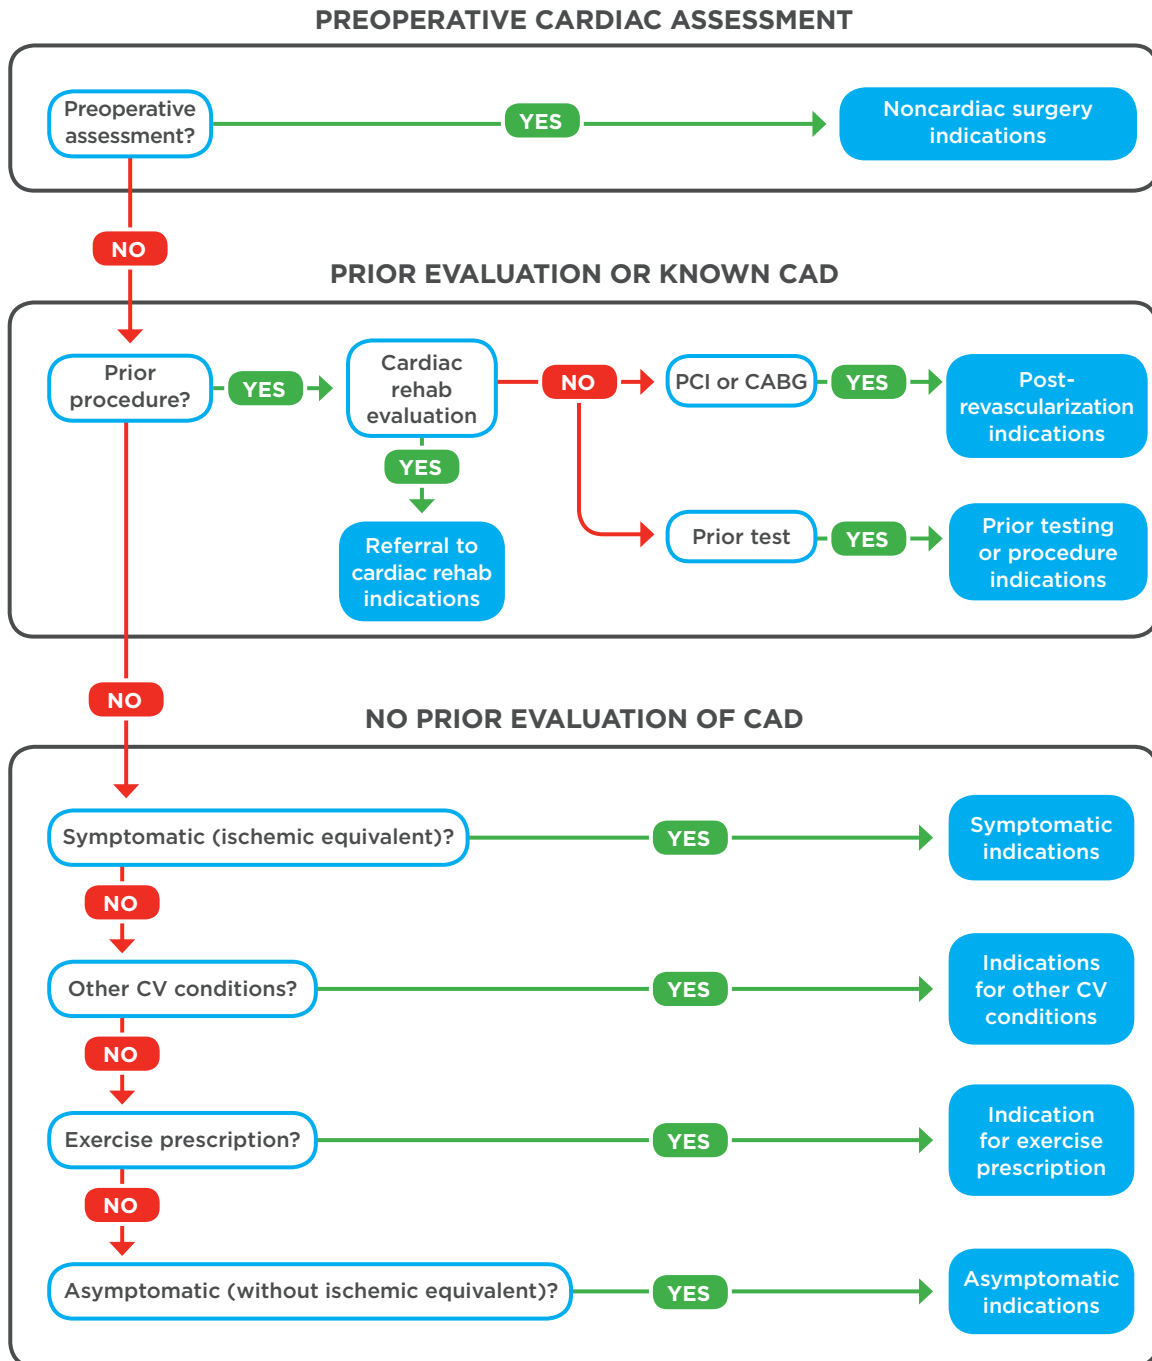 PREOPERATIVE CARDIAC ASSESSMENT
Preoperative
assessment?
YES
Noncardiac surgery
indications
NO
PRIOR EVALUATION OR KNOWN CAD
Prior
procedure?
YES
Cardiac
rehab
evaluation
NO
PCI or CABG
YES
Post-
revascularization
indications
YES
Referral to
cardiac rehab
indications
Prior test
YES
Prior testing
or procedure
indications
NO
NO PRIOR EVALUATION OF CAD
Symptomatic (ischemic equivalent)?
YES
Symptomatic
indications
NO
Other CV conditions?
YES
Indications
for other CV
conditions
NO
Exercise prescription?
YES
Indication
for exercise
prescription
NO
Asymptomatic (without ischemic equivalent)?
YES
Asymptomatic
indications